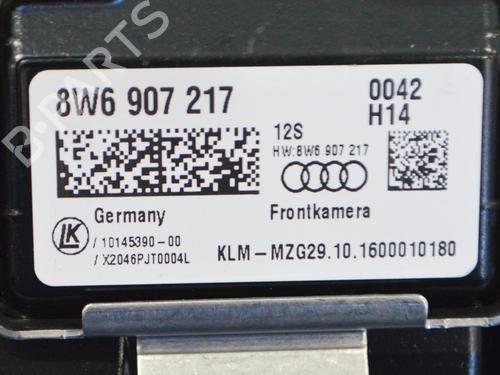 B-PARTS
8W6 907 217
0042
H14
12S
HW:8W6 907 217
LK
Germany
Frontkamera
/ 10145390-00
/ X2046PJT0004L
KLM-MZG29.10.1600010180